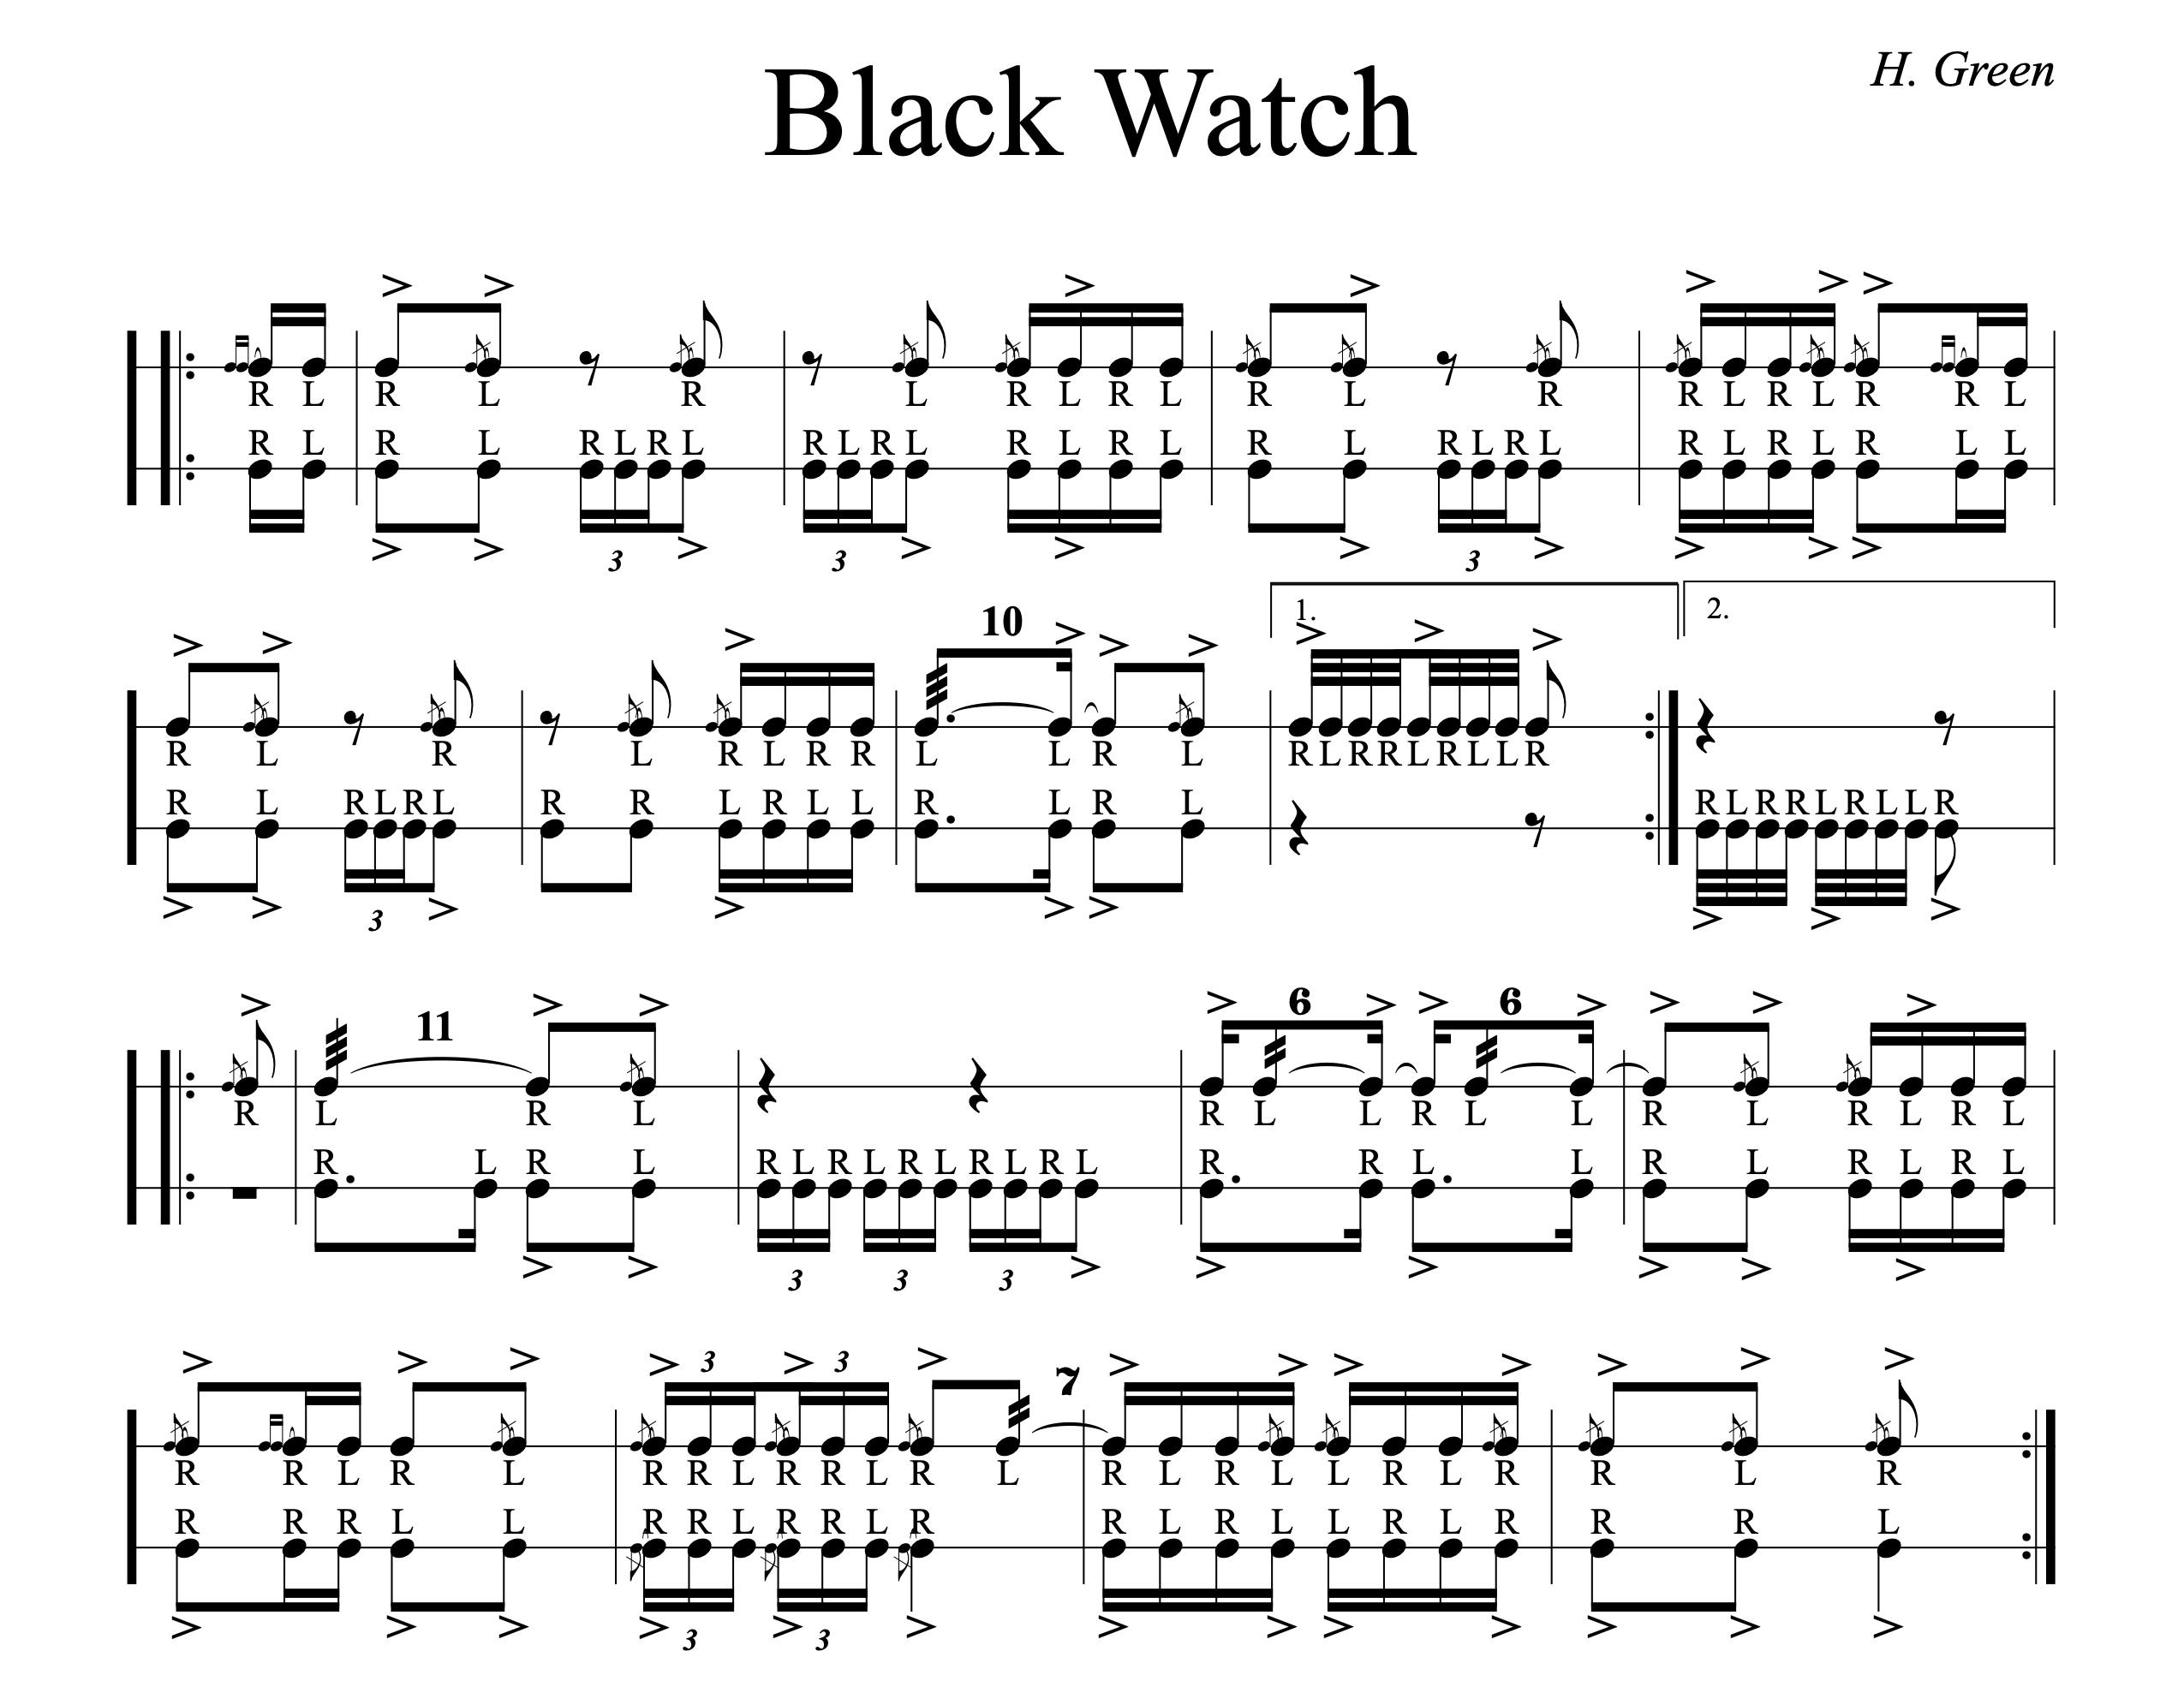 Black Watch
H. Green
R L R L R L R L R L R L R R L R L R R L
R L R L R L R L R L R L R L R L R L R L R L R L R L R L L
3 3 3
10 1. 2.
R L R L R L R R L L R L R L R R L R L L R
R L R L R L R R L R L L R L R L R L R R L R L L R
3
11 6 6
R L R L R L L R L L R L R L R L
R L R L R L R L R L R L R L R R L L R L R L R L
3 3 3
3 3 7
R R L R L R R L R R L R L R L R L L R L R R L R
R R R L L R R L R R L R R L R L L R L R R R L
3 3